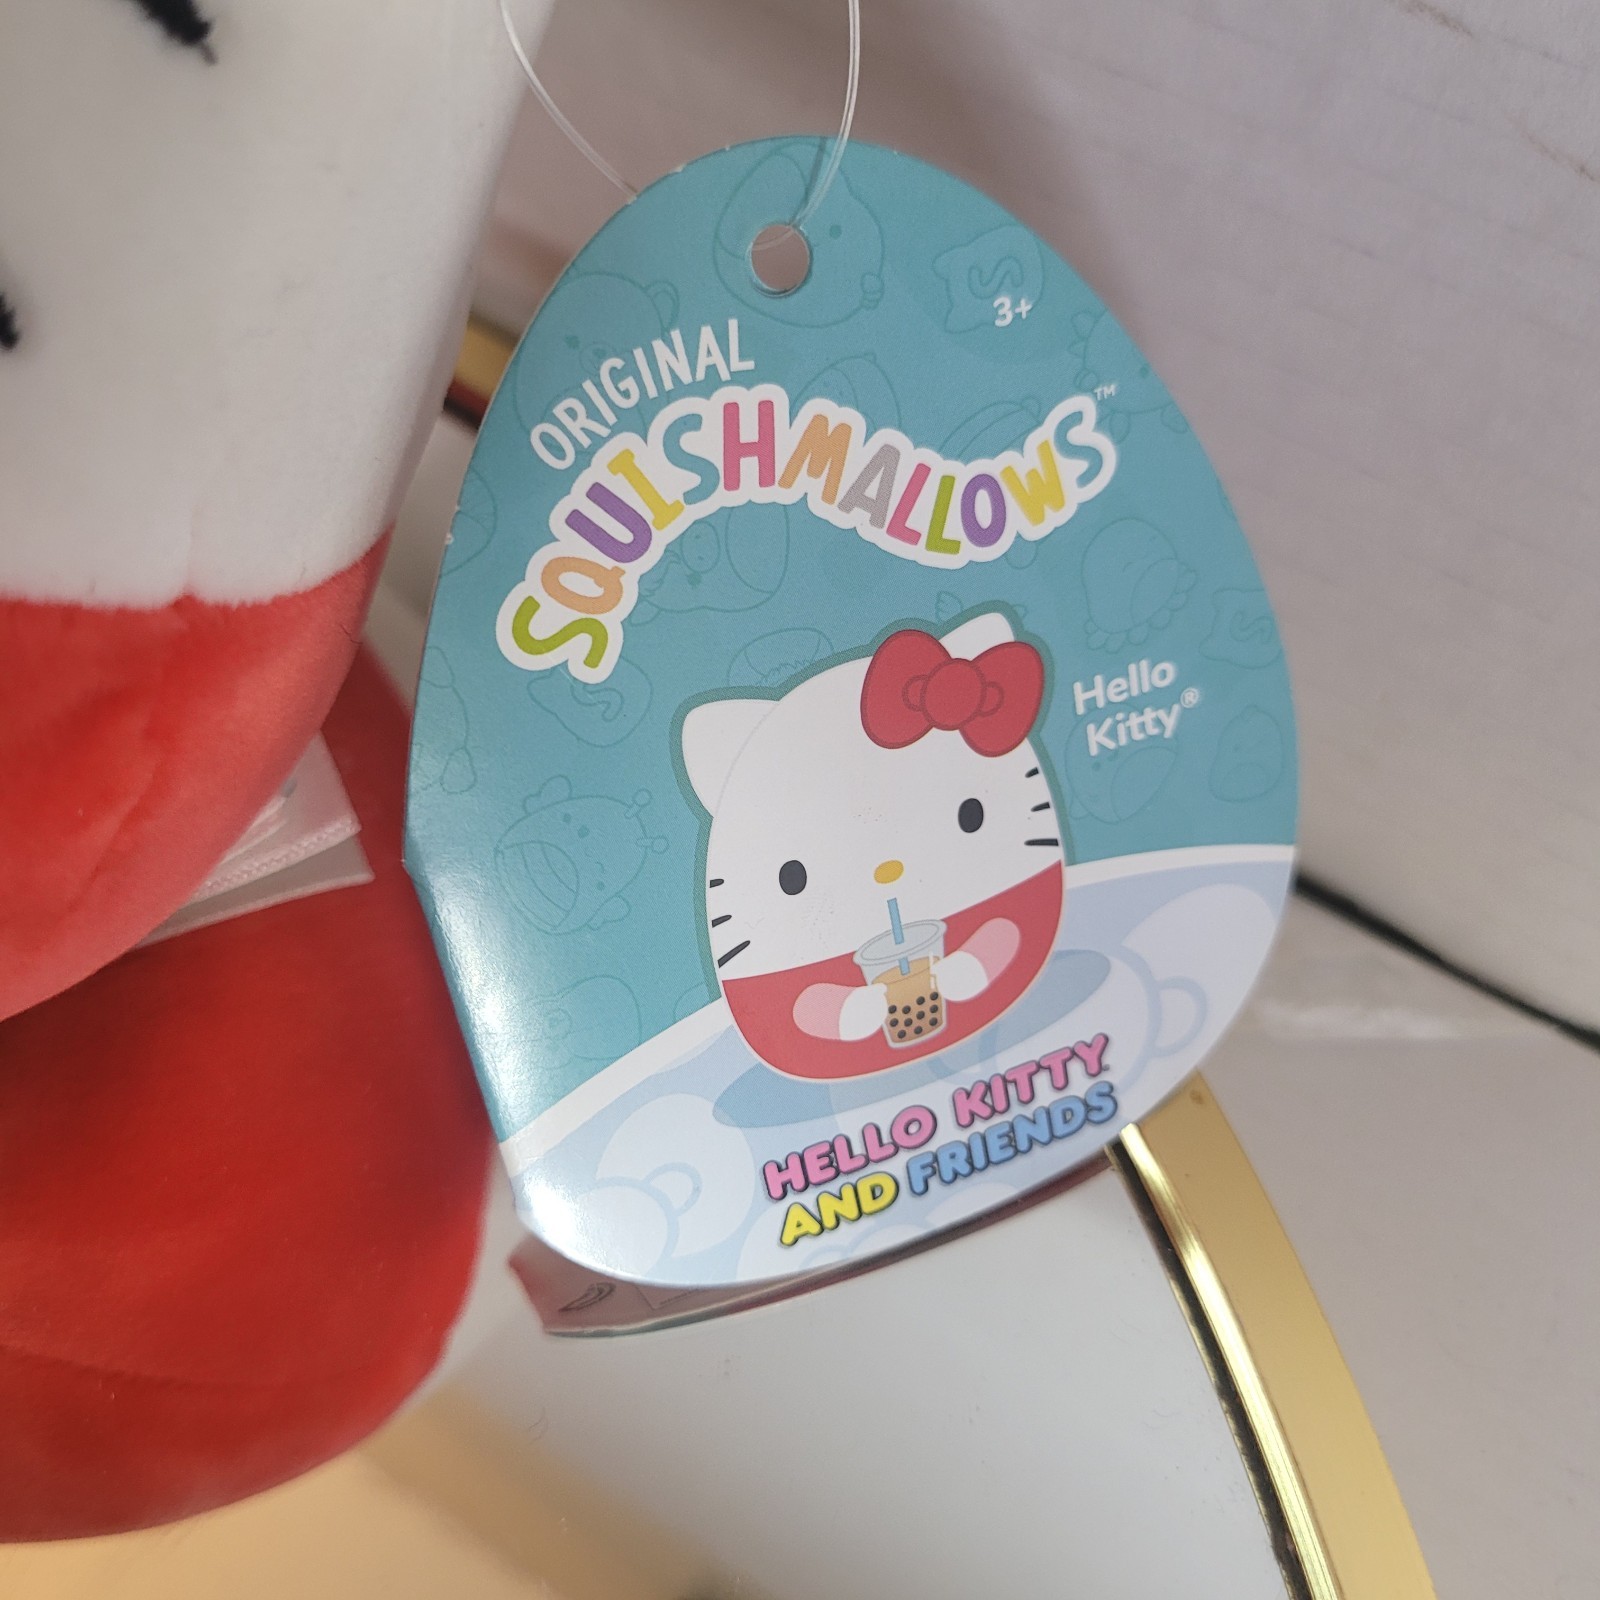 3+
ORIGINAL
SQUISHMALLOWS™
Hello
Kitty®
HELLO KITTY
AND FRIENDS